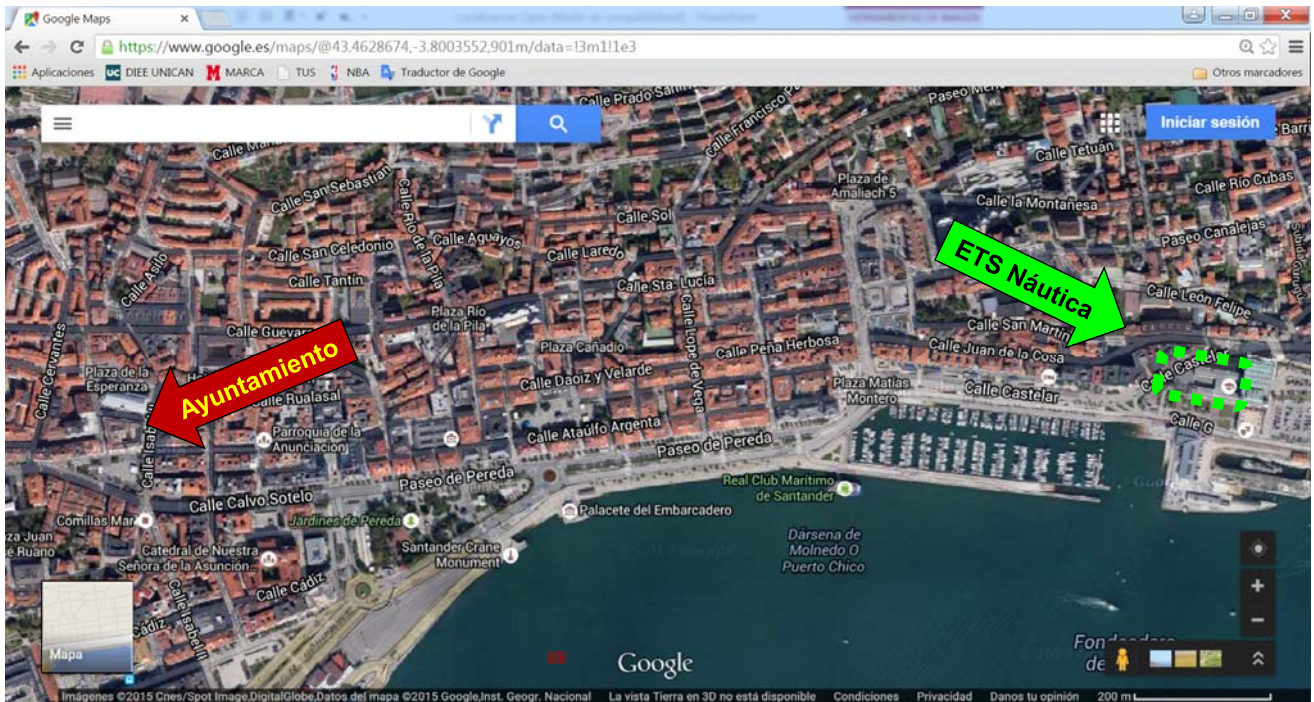 Google Maps
https://www.google.es/maps/@43.4628674,-3.8003552,901m/data=!3m1!1e3
Aplicaciones
UC DIEE UNICAN
MARCA
TUS
NBA
Traductor de Google
Otros marcadores
Calle Prado San
Calle Francisco
Iniciar sesión
Calle Tetuán
Calle San Sebastián
Calle Río de la Pila
Plaza de
Amaliach 5
Calle Río Cubas
Calle la Montañesa
Calle Sol
Calle Aguayos
Calle San Celedonio
Calle Laredo
Paseo Canalejas
ETS Náutica
Calle Tantín
Calle Asilo
Calle Sta. Lucía
Calle León Felipe
Plaza Río
de la Pila
Calle Guevara
Calle San Martín
Calle Cervantes
Plaza Cañadio
Calle lope de Vega
Calle Peña Herbosa
Calle Juan de la Cosa
Ayuntamiento
Plaza de la
Esperanza
Calle Daoiz y Velarde
Plaza Matías
Montero
Calle Castelar
Calle Rualasal
Calle Isabel
Parroquia de la
Anunciación
Calle Ataúlfo Argenta
Calle G
Paseo de Pereda
Paseo de Pereda
Real Club Marítimo
de Santander
Calle Calvo Sotelo
Palacete del Embarcadero
Comillas Mar
Jardines de Pereda
Dársena de
Molnedo O
Puerto Chico
Catedral de Nuestra
Señora de la Asunción...
Santander Crane
Monument
Calle Cádiz
Calle Isabel II
Cádiz
Mapa
Google
Imágenes ©2015 Cnes/Spot Image,DigitalGlobe,Datos del mapa ©2015 Google,Inst. Geogr. Nacional
La vista Tierra en 3D no está disponible
Condiciones
Privacidad
Danos tu opinión
200 m